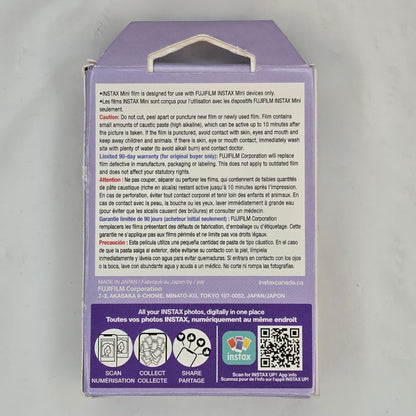 •INSTAX Mini film is designed for use with FUJIFILM INSTAX Mini devices only.
•Les films INSTAX Mini sont conçus pour l'utilisation avec les dispositifs FUJIFILM INSTAX Mini
seulement.
Caution: Do not cut, peel apart or puncture new film or newly used film. Film contains
small amounts of caustic paste (high alkaline), which can be active up to 10 minutes after
the picture is taken. If the film is punctured, avoid contact with skin, eyes and mouth and
keep away children and animals. If there is skin, eye or mouth contact, immediately wash
site with plenty of water (to avoid alkali burn) and contact doctor.
Limited 90-day warranty (for original buyer only): FUJIFILM Corporation will replace
film defective in manufacture, packaging or labelling. This does not apply to outdated film and
does not affect your statutory rights.
Attention : Ne pas couper, séparer ou perforer les films, qui contiennent de faibles quantités
de pâte caustique (riche en alcalis) restant active jusqu'à 10 minutes après l'impression.
En cas de perforation, éviter tout contact corporel et tenir loin des enfants et animaux. En
cas de contact avec la peau, la bouche ou les yeux, laver immédiatement à grande eau
(pour éviter que les alcalis causent des brûlures) et consulter un médecin.
Garantie limitée de 90 jours (acheteur initial seulement) : FUJIFILM Corporation
remplacera les films présentant des défauts de fabrication, d'emballage ou d'étiquetage. Cette
garantie ne s'applique pas aux films périmés et ne limite pas vos droits légaux.
Precaución : Esta película utiliza una pequeña cantidad de pasta de tipo cáustico. En el caso
de que la pasta salga al exterior, debe evitarse su contacto con la piel, límpiela
inmediatamente y lávela con agua para evitar quemaduras. Si entrara en contacto con los ojos
o la boca, lave con abundante agua y acuda a un médico. No corte ni rompa las fotografías.
MADE IN JAPAN / Fabriqué au Japon by / par
FUJIFILM Corporation
7-3, AKASAKA 9-CHOME, MINATO-KU, TOKYO 107-0052, JAPAN/JAPON
instaxcanada.ca
All your INSTAX photos, digitally in one place
Toutes vos photos INSTAX, numériquement au même endroit
SCAN
NUMÉRISATION
COLLECT
COLLECTE
SHARE
PARTAGE
instax
Scan for INSTAX UP! App info
Scannez pour de l'info sur l'appli INSTAX UP!